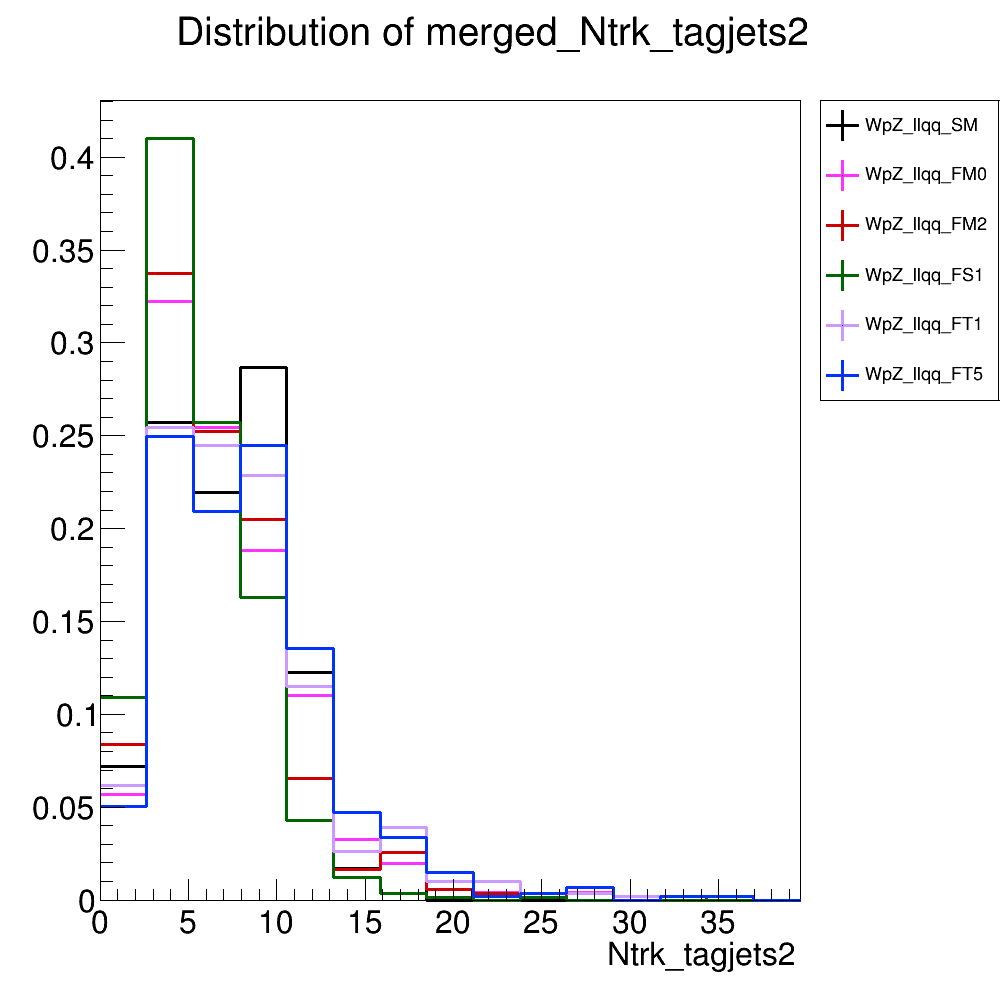 Distribution of merged_Ntrk_tagjets2
WpZ_llqq_SM
WpZ_llqq_FM0
WpZ_llqq_FM2
WpZ_llqq_FS1
WpZ_llqq_FT1
WpZ_llqq_FT5
0.4
0.35
0.3
0.25
0.2
0.15
0.1
0.05
0
0 5 10 15 20 25 30 35
Ntrk_tagjets2